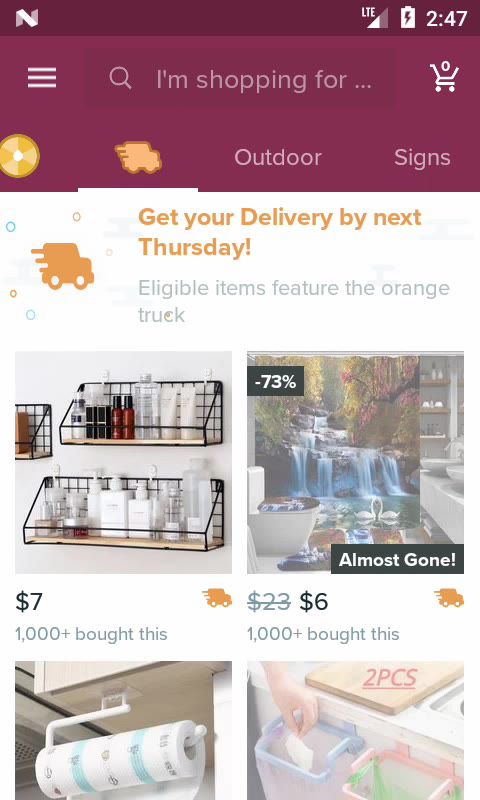 LTE 2:47
I'm shopping for ... 0
Outdoor Signs
Get your Delivery by next
Thursday!
Eligible items feature the orange
truck
-73%
Almost Gone!
$7 $23 $6
1,000+ bought this 1,000+ bought this
2PCS